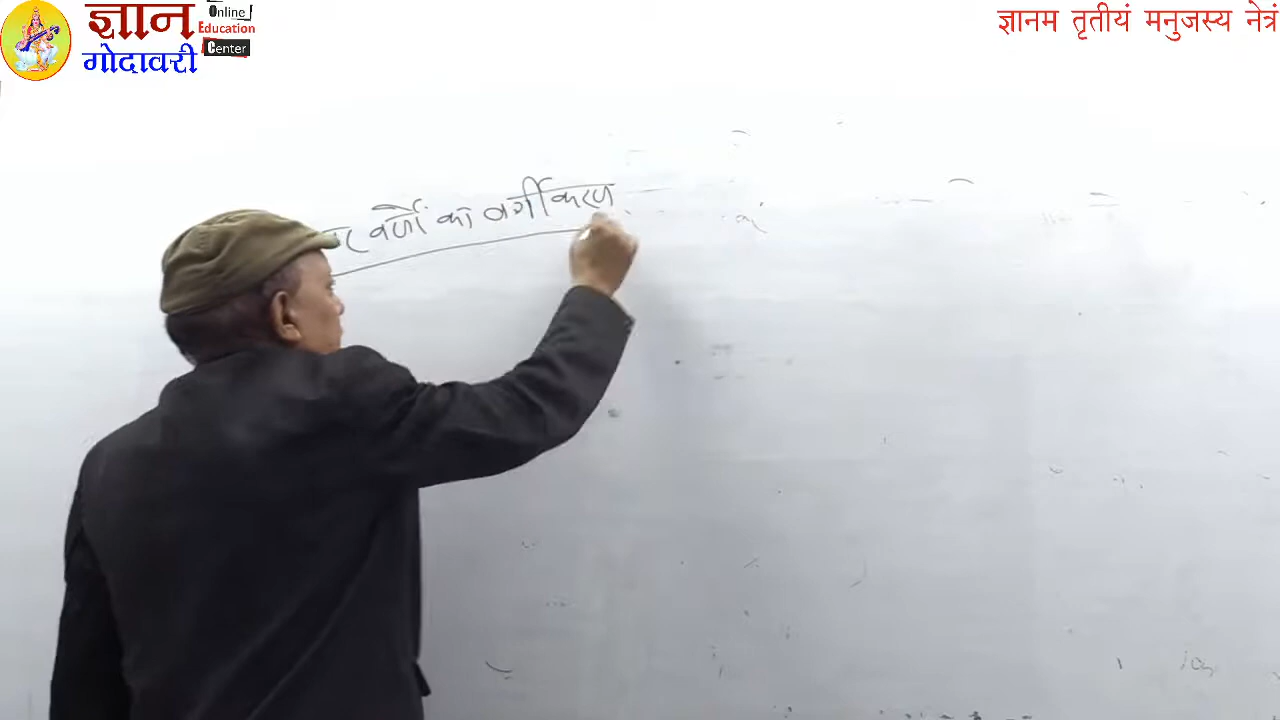 ज्ञान
Online
Education
Center
गोदावरी
ज्ञानम तृतीयं मनुजस्य नेत्रं
वर्णों का वर्गीकरण